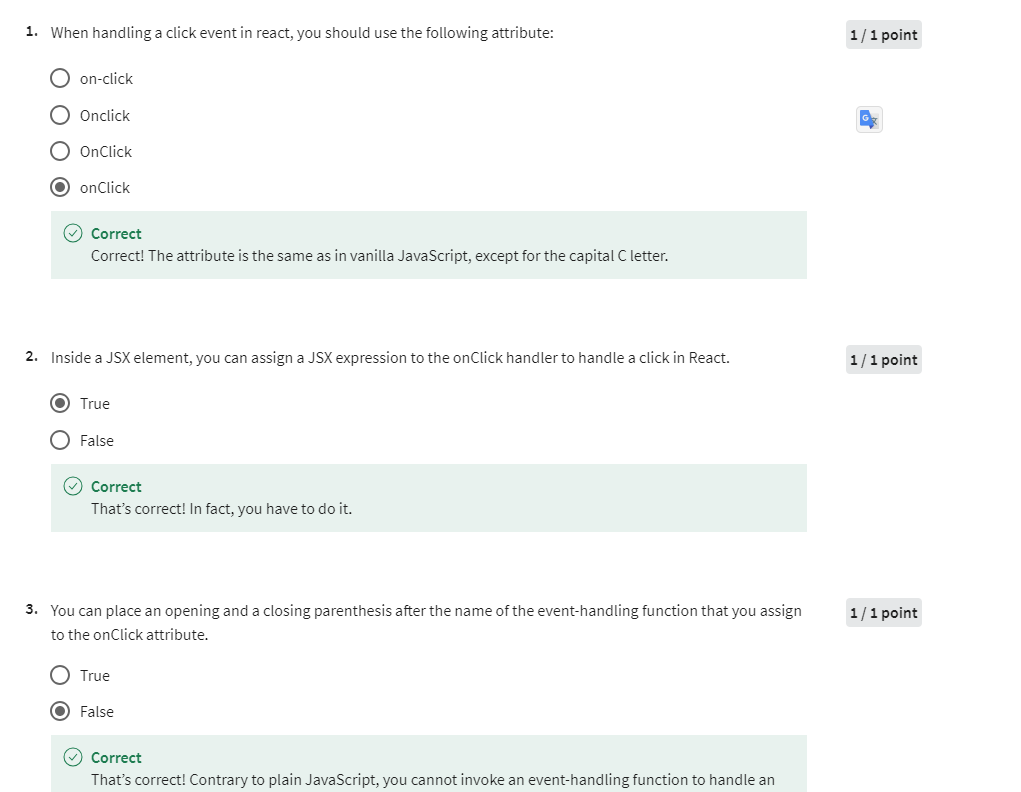 1. When handling a click event in react, you should use the following attribute:
1 / 1 point
on-click
Onclick
OnClick
onClick
Correct
Correct! The attribute is the same as in vanilla JavaScript, except for the capital C letter.
2. Inside a JSX element, you can assign a JSX expression to the onClick handler to handle a click in React.
1 / 1 point
True
False
Correct
That’s correct! In fact, you have to do it.
3. You can place an opening and a closing parenthesis after the name of the event-handling function that you assign
to the onClick attribute.
1 / 1 point
True
False
Correct
That’s correct! Contrary to plain JavaScript, you cannot invoke an event-handling function to handle an